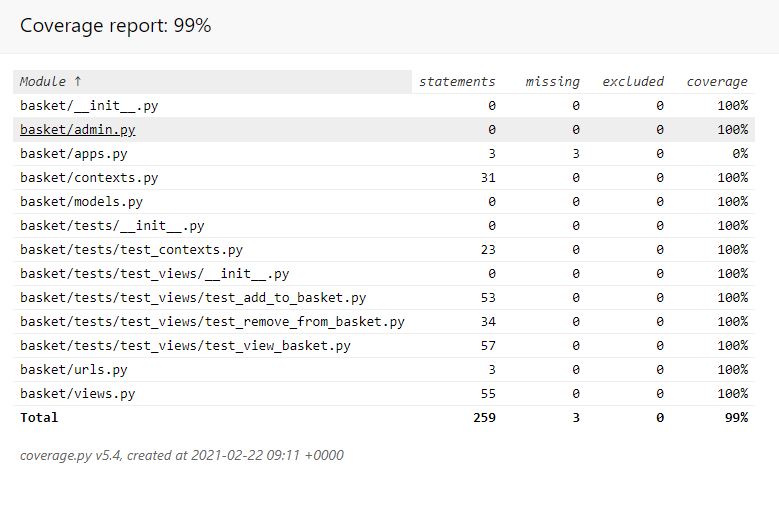 Coverage report: 99%
Module ↑ statements missing excluded coverage
basket/__init__.py 0 0 0 100%
basket/admin.py 0 0 0 100%
basket/apps.py 3 3 0 0%
basket/contexts.py 31 0 0 100%
basket/models.py 0 0 0 100%
basket/tests/__init__.py 0 0 0 100%
basket/tests/test_contexts.py 23 0 0 100%
basket/tests/test_views/__init__.py 0 0 0 100%
basket/tests/test_views/test_add_to_basket.py 53 0 0 100%
basket/tests/test_views/test_remove_from_basket.py 34 0 0 100%
basket/tests/test_views/test_view_basket.py 57 0 0 100%
basket/urls.py 3 0 0 100%
basket/views.py 55 0 0 100%
Total 259 3 0 99%
coverage.py v5.4, created at 2021-02-22 09:11 +0000